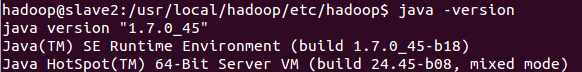 hadoop@slave2:/usr/local/hadoop/etc/hadoop$ java -version
java version "1.7.0_45"
Java(TM) SE Runtime Environment (build 1.7.0_45-b18)
Java HotSpot(TM) 64-Bit Server VM (build 24.45-b08, mixed mode)